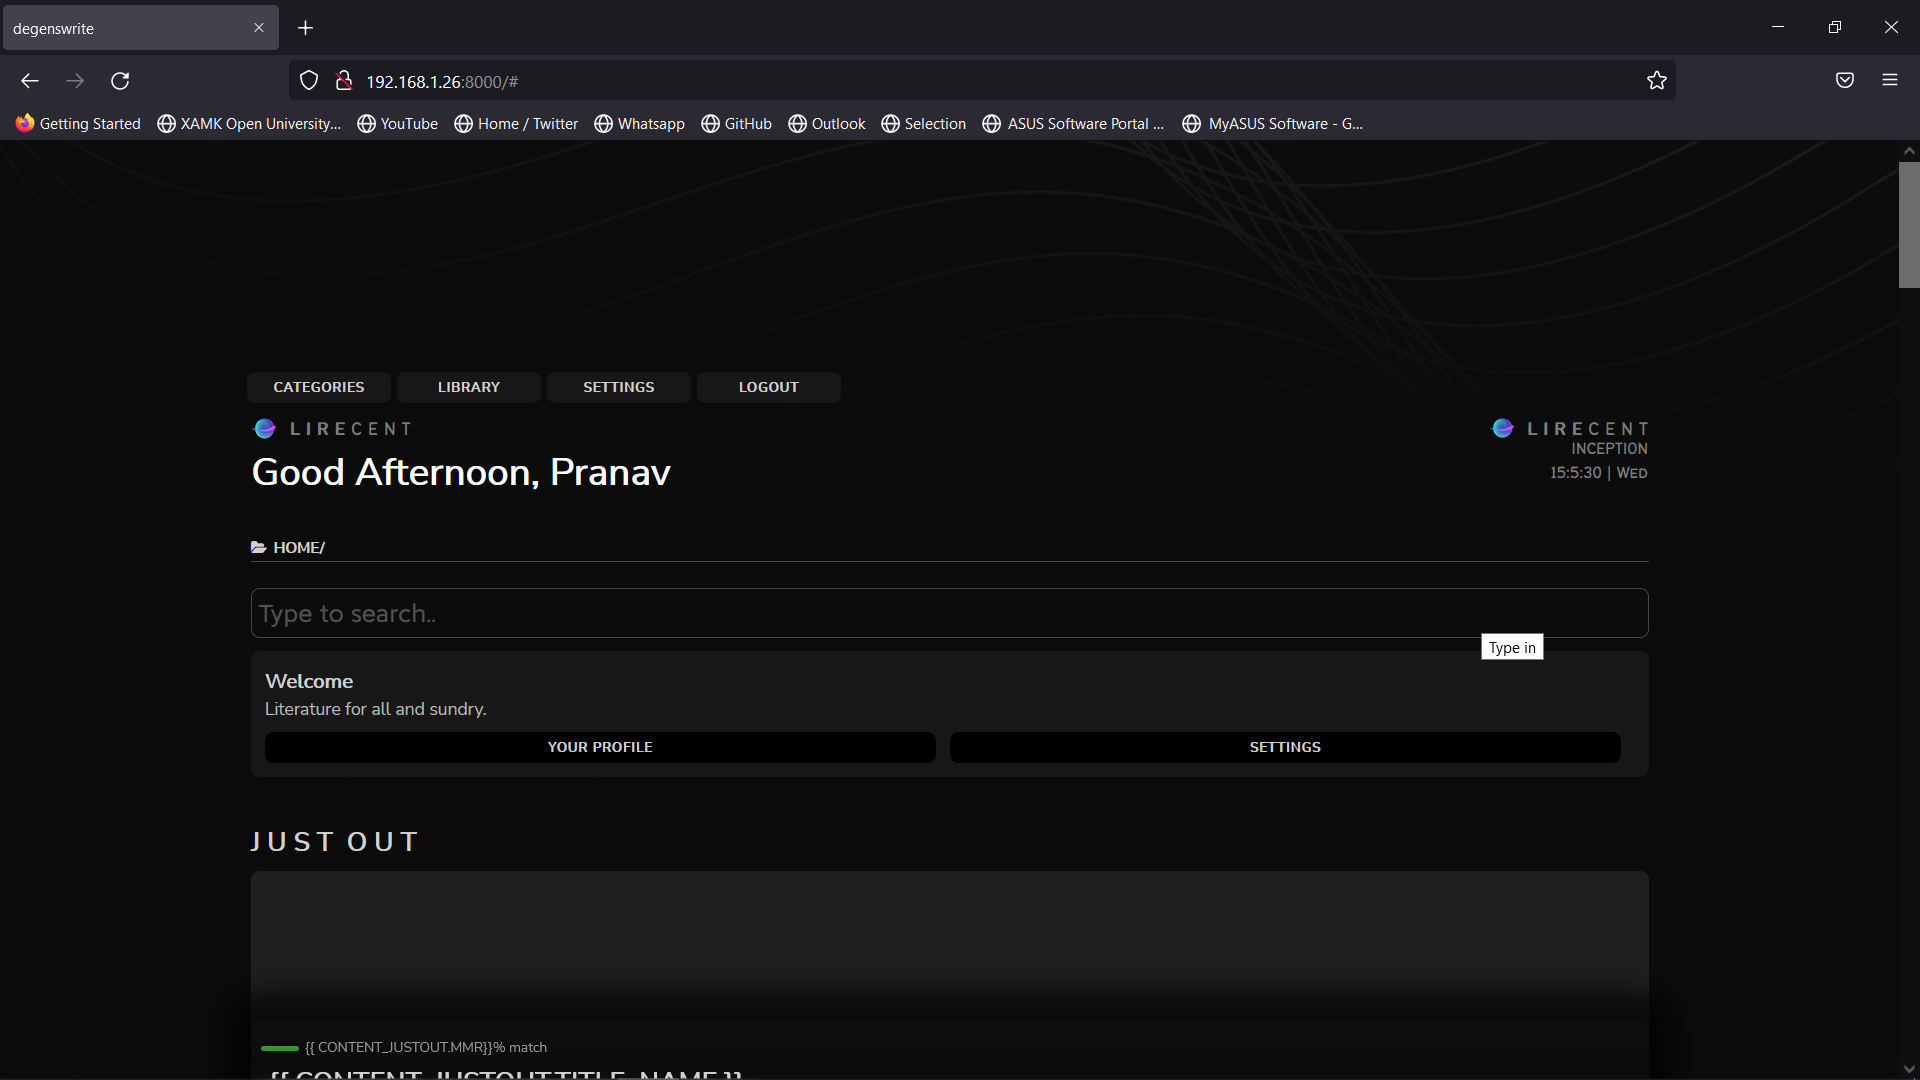 degenswrite
192.168.1.26:8000/#
Getting Started XAMK Open University... YouTube Home / Twitter Whatsapp GitHub Outlook Selection ASUS Software Portal ... MyASUS Software - G...
CATEGORIES LIBRARY SETTINGS LOGOUT
LIRECENT
LIRECENT
INCEPTION
Good Afternoon, Pranav
15:5:30 | WED
HOME/
Type to search..
Type in
Welcome
Literature for all and sundry.
YOUR PROFILE SETTINGS
JUST OUT
{{ CONTENT_JUSTOUT.MMR}}% match
{{ CONTENT_JUSTOUT.TITLE_NAME }}